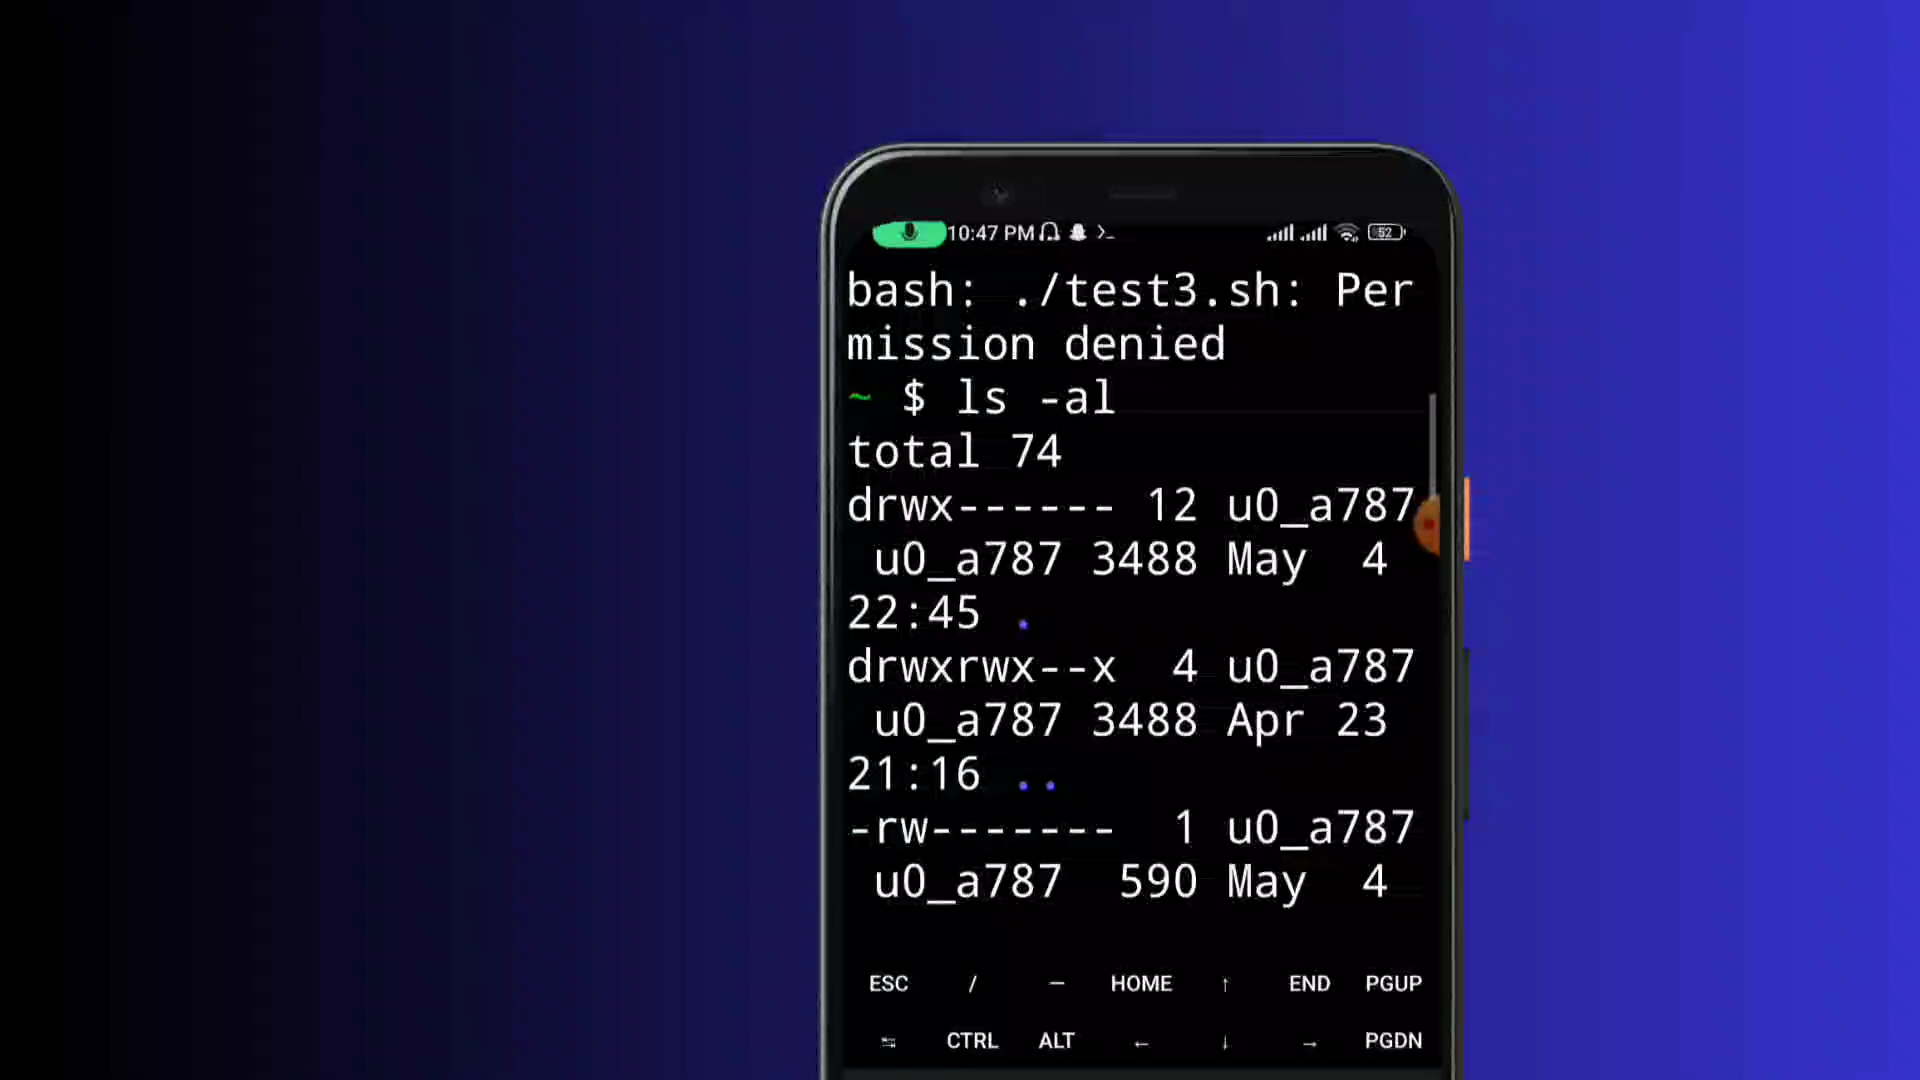 10:47 PM 52
bash: ./test3.sh: Per
mission denied
~ $ ls -al
total 74
drwx------ 12 u0_a787
u0_a787 3488 May  4
22:45 .
drwxrwx--x  4 u0_a787
u0_a787 3488 Apr 23
21:16 ..
-rw-------  1 u0_a787
u0_a787  590 May  4
ESC / — HOME ↑ END PGUP
↹ CTRL ALT ← ↓ → PGDN